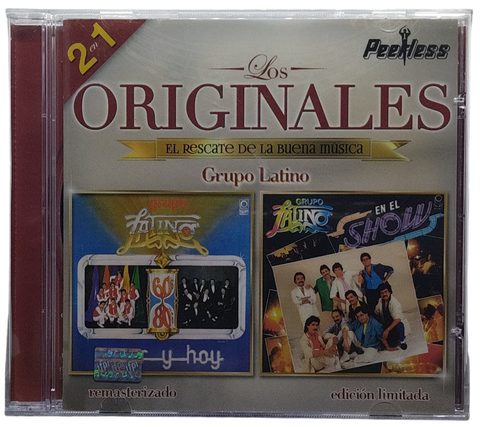 2 en 1
Peerless
Los
ORIGINALES
EL RESCATE DE LA BUENA MÚSICA
Grupo Latino
LATINO
60's
80's
y hoy
GRUPO
LATINO
EN EL
SHOW
remasterizado
edición limitada